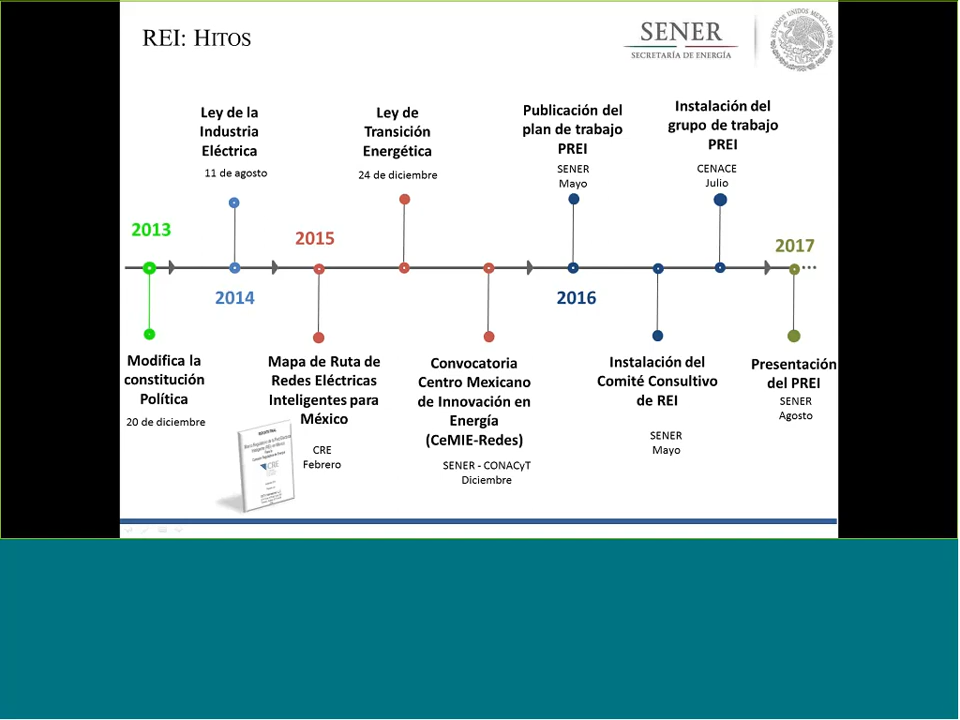 REI: HITOS
SENER
SECRETARÍA DE ENERGÍA
ESTADOS UNIDOS MEXICANOS
Ley de la
Industria
Eléctrica
11 de agosto
Ley de
Transición
Energética
24 de diciembre
Publicación del
plan de trabajo
PREI
SENER
Mayo
Instalación del
grupo de trabajo
PREI
CENACE
Julio
2013
2015
2017
2014
2016
Modifica la
constitución
Política
20 de diciembre
Mapa de Ruta de
Redes Eléctricas
Inteligentes para
México
CRE
Febrero
CRE
Convocatoria
Centro Mexicano
de Innovación en
Energía
(CeMIE-Redes)
SENER - CONACyT
Diciembre
Instalación del
Comité Consultivo
de REI
SENER
Mayo
Presentación
del PREI
SENER
Agosto